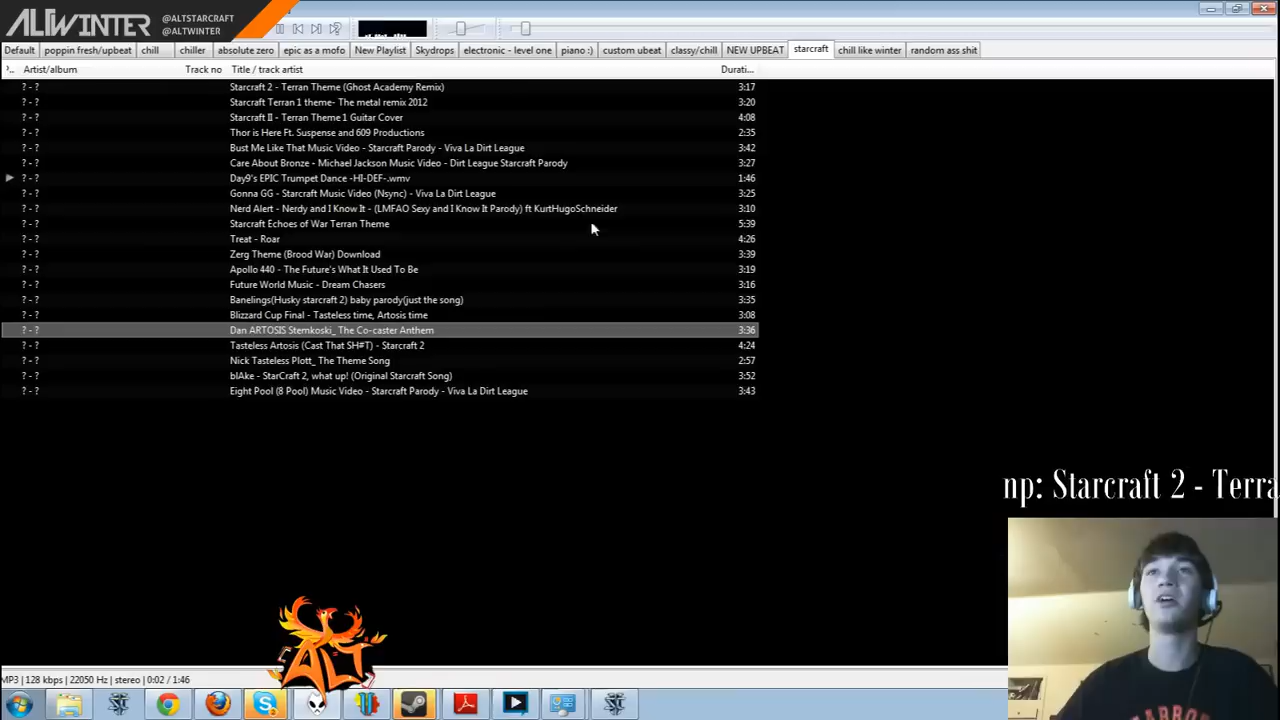 ALTWINTER
@ALTSTARCRAFT
@ALTWINTER
Default poppin fresh/upbeat chill chiller absolute zero epic as a mofo New Playlist Skydrops electronic - level one piano :) custom ubeat classy/chill NEW UPBEAT starcraft chill like winter random ass shit
?.. Artist/album Track no Title / track artist Durati...
? - ? Starcraft 2 - Terran Theme (Ghost Academy Remix) 3:17
? - ? Starcraft Terran 1 theme- The metal remix 2012 3:20
? - ? Starcraft II - Terran Theme 1 Guitar Cover 4:08
? - ? Thor is Here Ft. Suspense and 609 Productions 2:35
? - ? Bust Me Like That Music Video - Starcraft Parody - Viva La Dirt League 3:42
? - ? Care About Bronze - Michael Jackson Music Video - Dirt League Starcraft Parody 3:27
? - ? Day9's EPIC Trumpet Dance -HI-DEF-.wmv 1:46
? - ? Gonna GG - Starcraft Music Video (Nsync) - Viva La Dirt League 3:25
? - ? Nerd Alert - Nerdy and I Know It - (LMFAO Sexy and I Know It Parody) ft KurtHugoSchneider 3:10
? - ? Starcraft Echoes of War Terran Theme 5:39
? - ? Treat - Roar 4:26
? - ? Zerg Theme (Brood War) Download 3:39
? - ? Apollo 440 - The Future's What It Used To Be 3:19
? - ? Future World Music - Dream Chasers 3:16
? - ? Banelings(Husky starcraft 2) baby parody(just the song) 3:35
? - ? Blizzard Cup Final - Tasteless time, Artosis time 3:08
? - ? Dan ARTOSIS Stemkoski_ The Co-caster Anthem 3:36
? - ? Tasteless Artosis (Cast That SH#T) - Starcraft 2 4:24
? - ? Nick Tasteless Plott_ The Theme Song 2:57
? - ? blAke - StarCraft 2, what up! (Original Starcraft Song) 3:52
? - ? Eight Pool (8 Pool) Music Video - Starcraft Parody - Viva La Dirt League 3:43
np: Starcraft 2 - Terra
ALT
MP3 | 128 kbps | 22050 Hz | stereo | 0:02 / 1:46